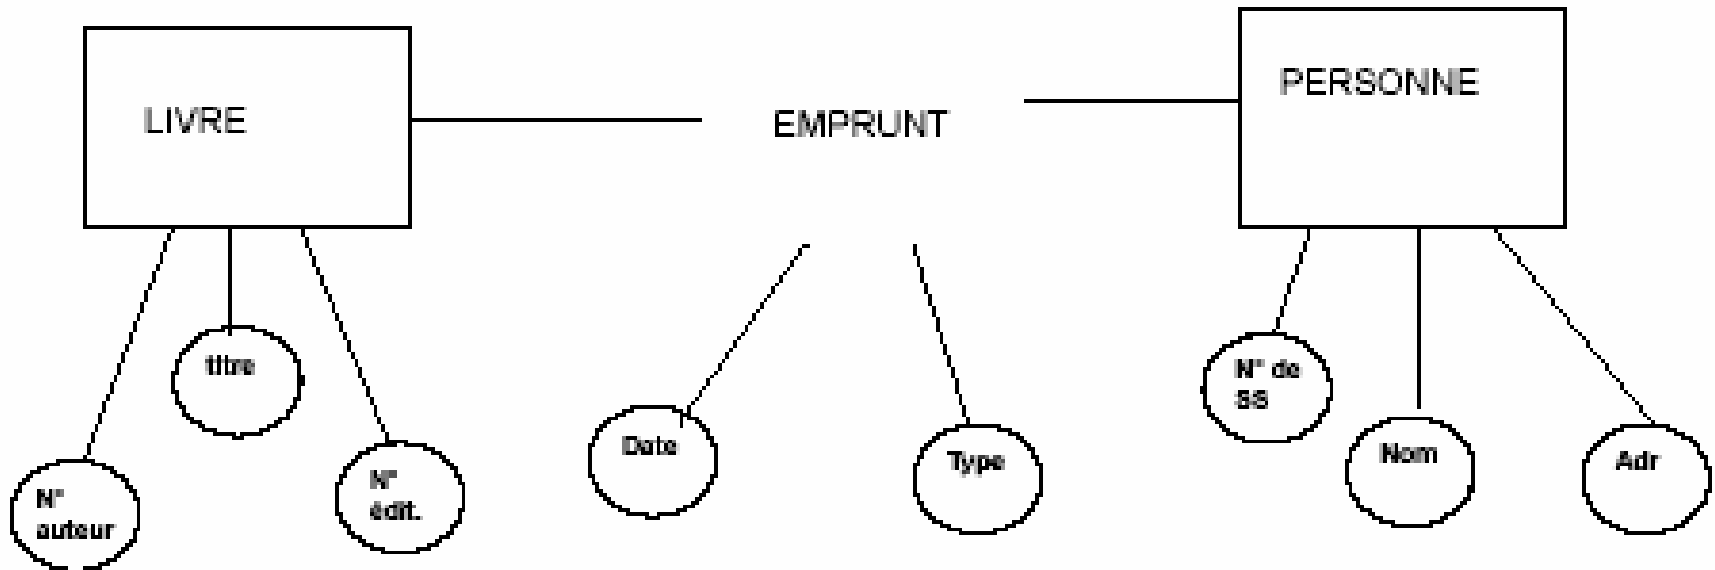 LIVRE
EMPRUNT
PERSONNE
titre
N°
auteur
N°
édit.
Date
Type
N° de
SS
Nom
Adr